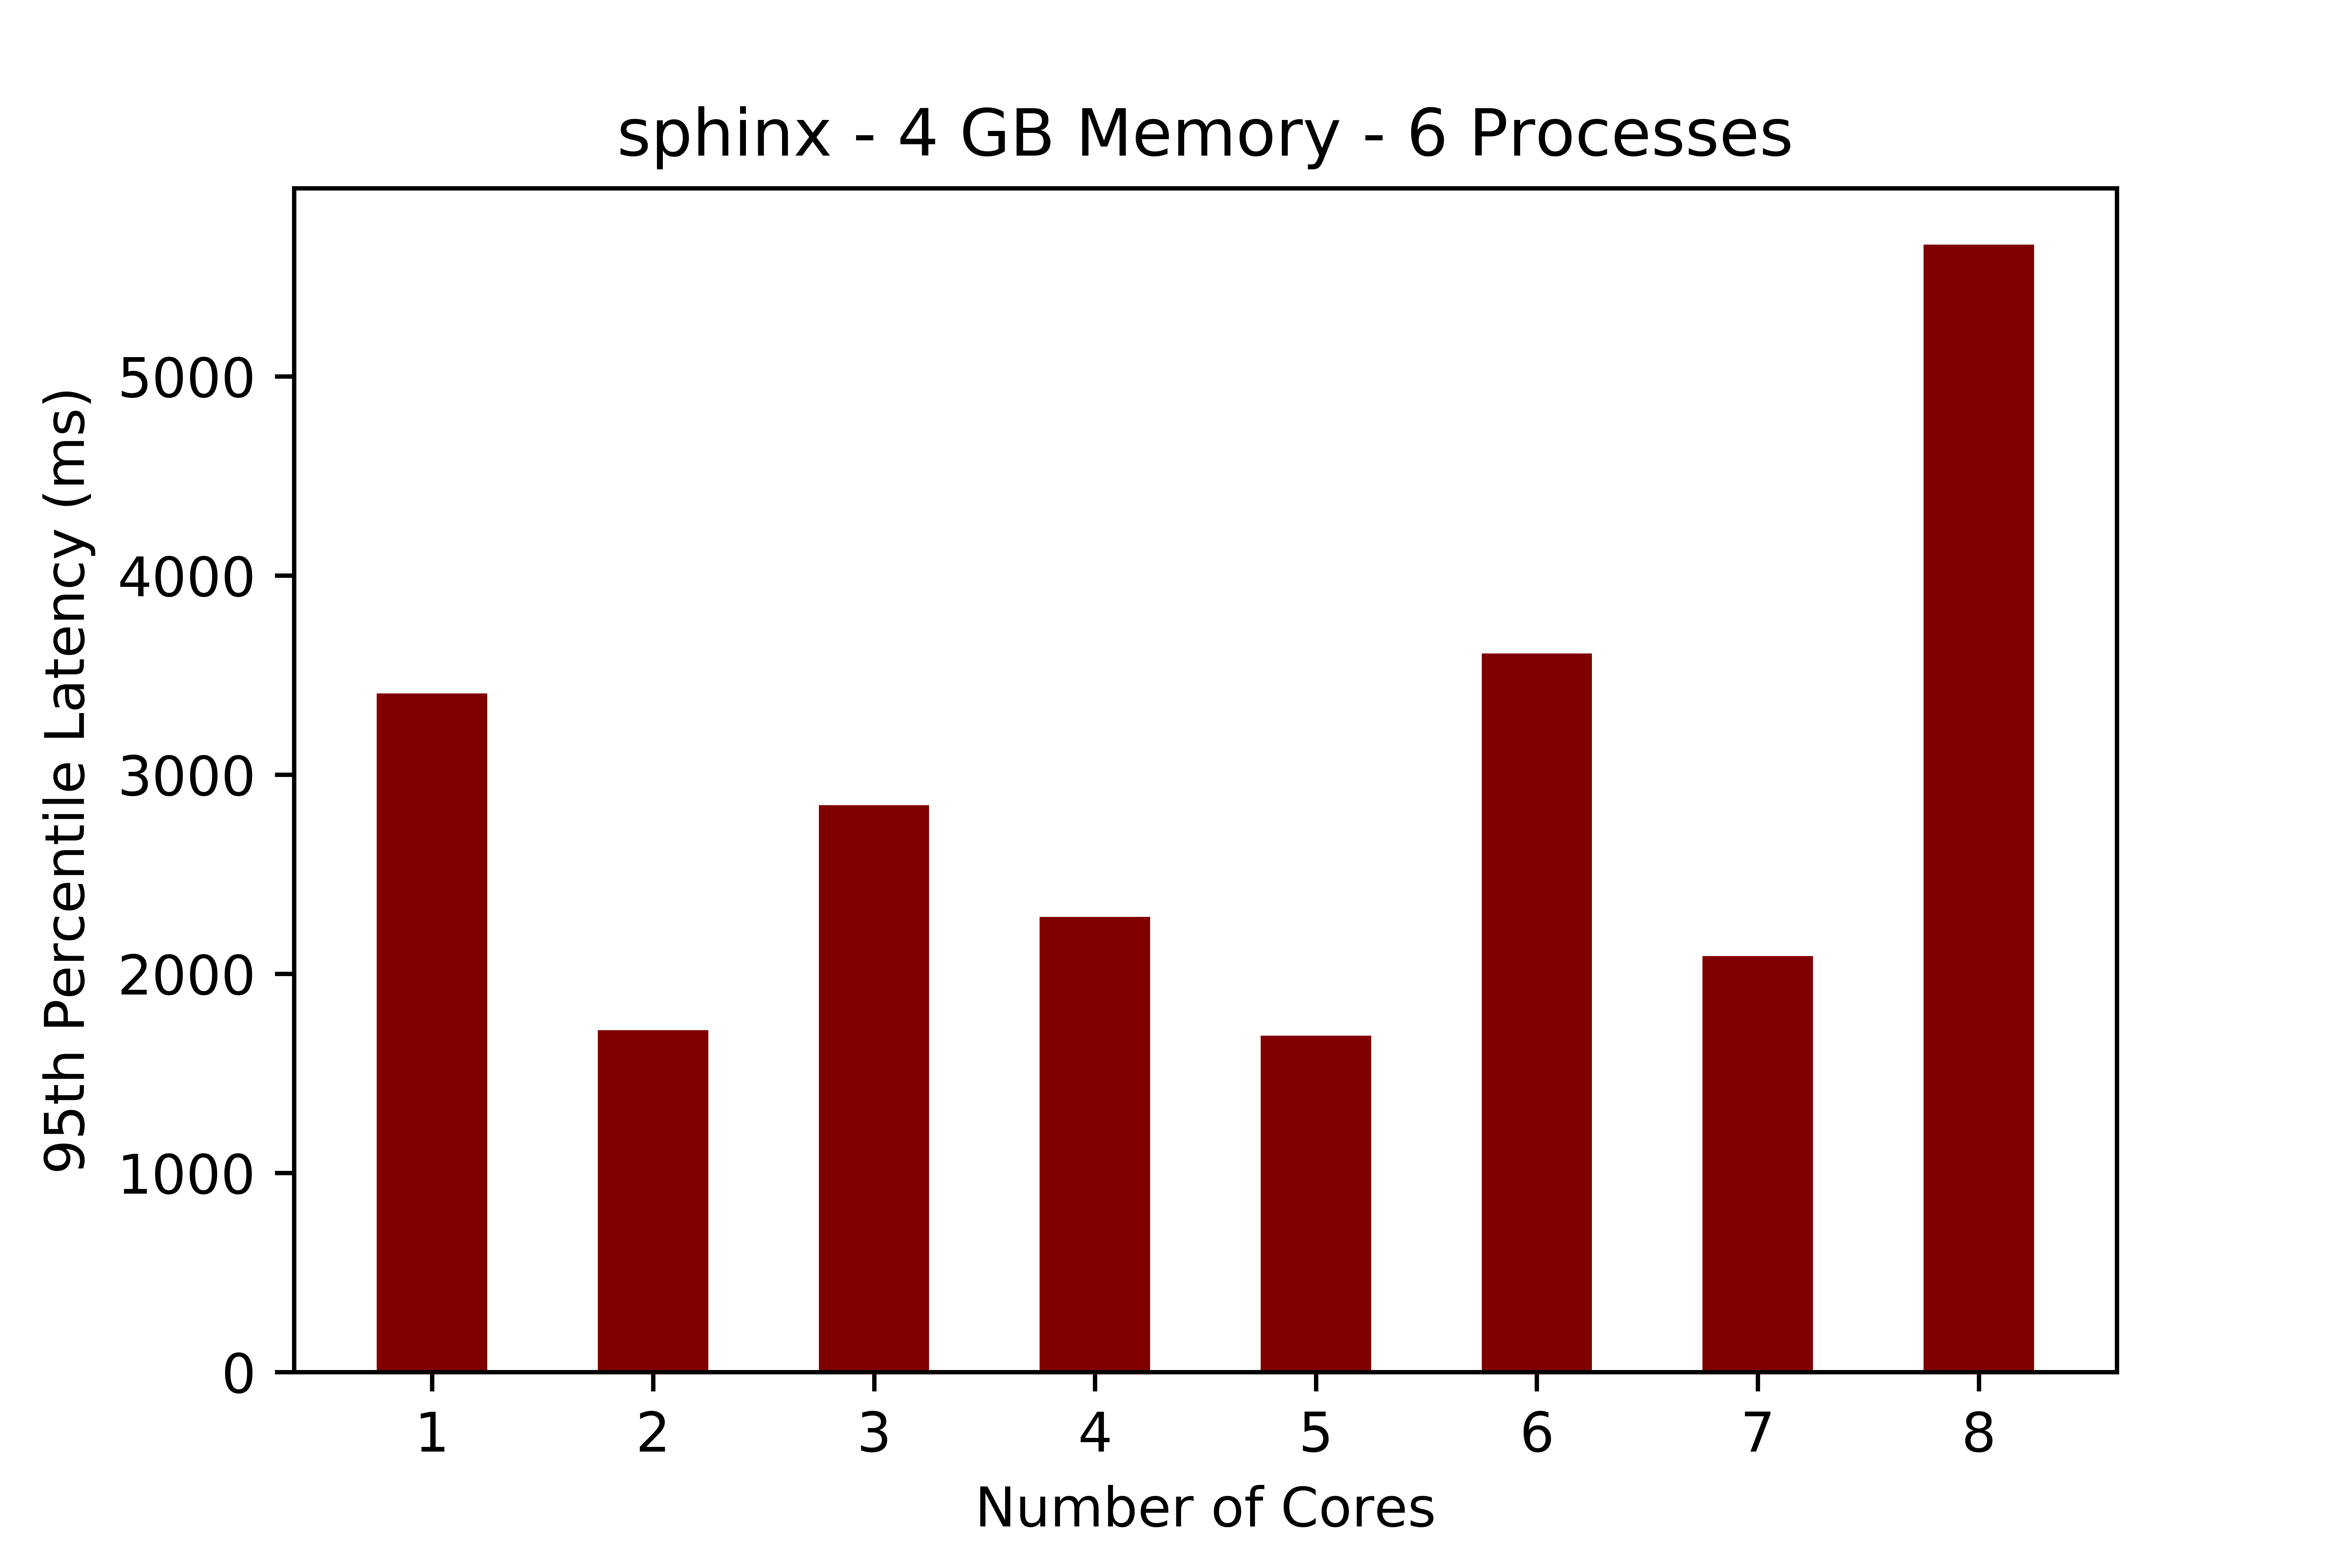 sphinx - 4 GB Memory - 6 Processes
95th Percentile Latency (ms)
5000
4000
3000
2000
1000
0
1 2 3 4 5 6 7 8
Number of Cores